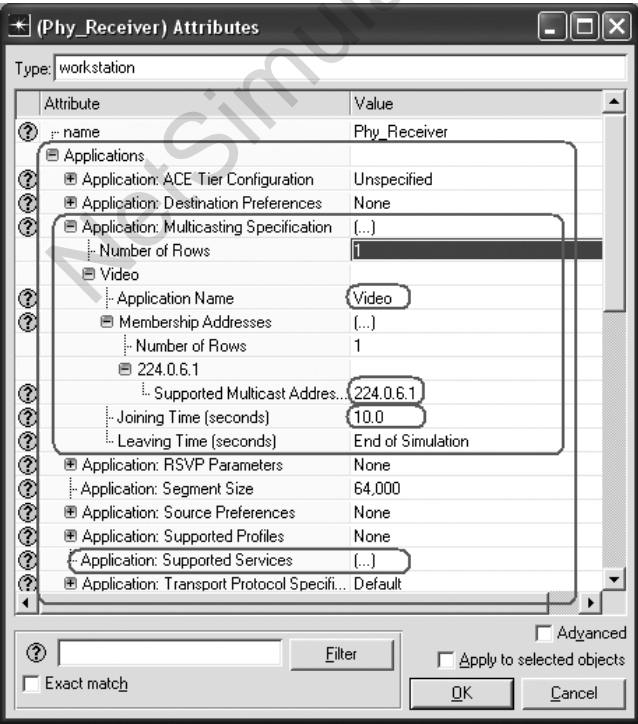 (Phy_Receiver) Attributes
Type: workstation
Attribute Value
name Phy_Receiver
Applications
Application: ACE Tier Configuration Unspecified
Application: Destination Preferences None
Application: Multicasting Specification (...)
Number of Rows 1
Video
Application Name Video
Membership Addresses (...)
Number of Rows 1
224.0.6.1
Supported Multicast Addres... 224.0.6.1
Joining Time (seconds) 10.0
Leaving Time (seconds) End of Simulation
Application: RSVP Parameters None
Application: Segment Size 64,000
Application: Source Preferences None
Application: Supported Profiles None
Application: Supported Services (...)
Application: Transport Protocol Specifi... Default
Advanced
Filter
Apply to selected objects
Exact match
OK Cancel
NetSimula